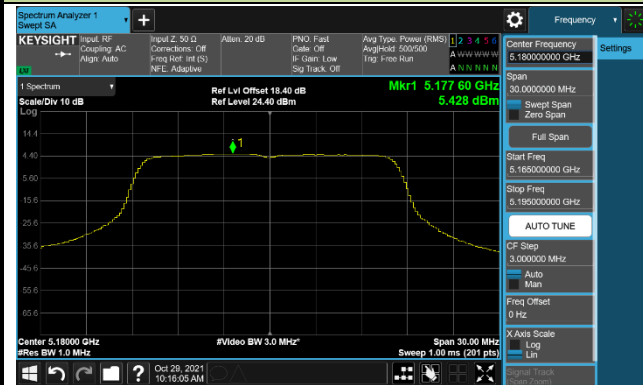 Spectrum Analyzer 1
Swept SA
Frequency
KEYSIGHT
Input: RF
Coupling: AC
Align: Auto
Input Z: 50 Ω
Corrections: Off
Freq Ref: Int (S)
NFE: Adaptive
Atten: 20 dB
PNO: Fast
Gate: Off
IF Gain: Low
Sig Track: Off
Avg Type: Power (RMS)
Avg|Hold: 500/500
Trig: Free Run
1 2 3 4 5 6
A W W W W W
A N N N N N
1 Spectrum
Scale/Div 10 dB
Log
Ref Lvl Offset 18.40 dB
Ref Level 24.40 dBm
Mkr1 5.177 60 GHz
5.428 dBm
1
14.4
4.40
-5.60
-15.6
-25.6
-35.6
-45.6
-55.6
-65.6
Center 5.18000 GHz
#Res BW 1.0 MHz
#Video BW 3.0 MHz*
Span 30.00 MHz
Sweep 1.00 ms (201 pts)
Oct 29, 2021
10:16:05 AM
Center Frequency
5.180000000 GHz
Span
30.0000000 MHz
Swept Span
Zero Span
Full Span
Start Freq
5.165000000 GHz
Stop Freq
5.195000000 GHz
AUTO TUNE
CF Step
3.000000 MHz
Auto
Man
Freq Offset
0 Hz
X Axis Scale
Log
Lin
Signal Track
(Span Zoom)
Settings